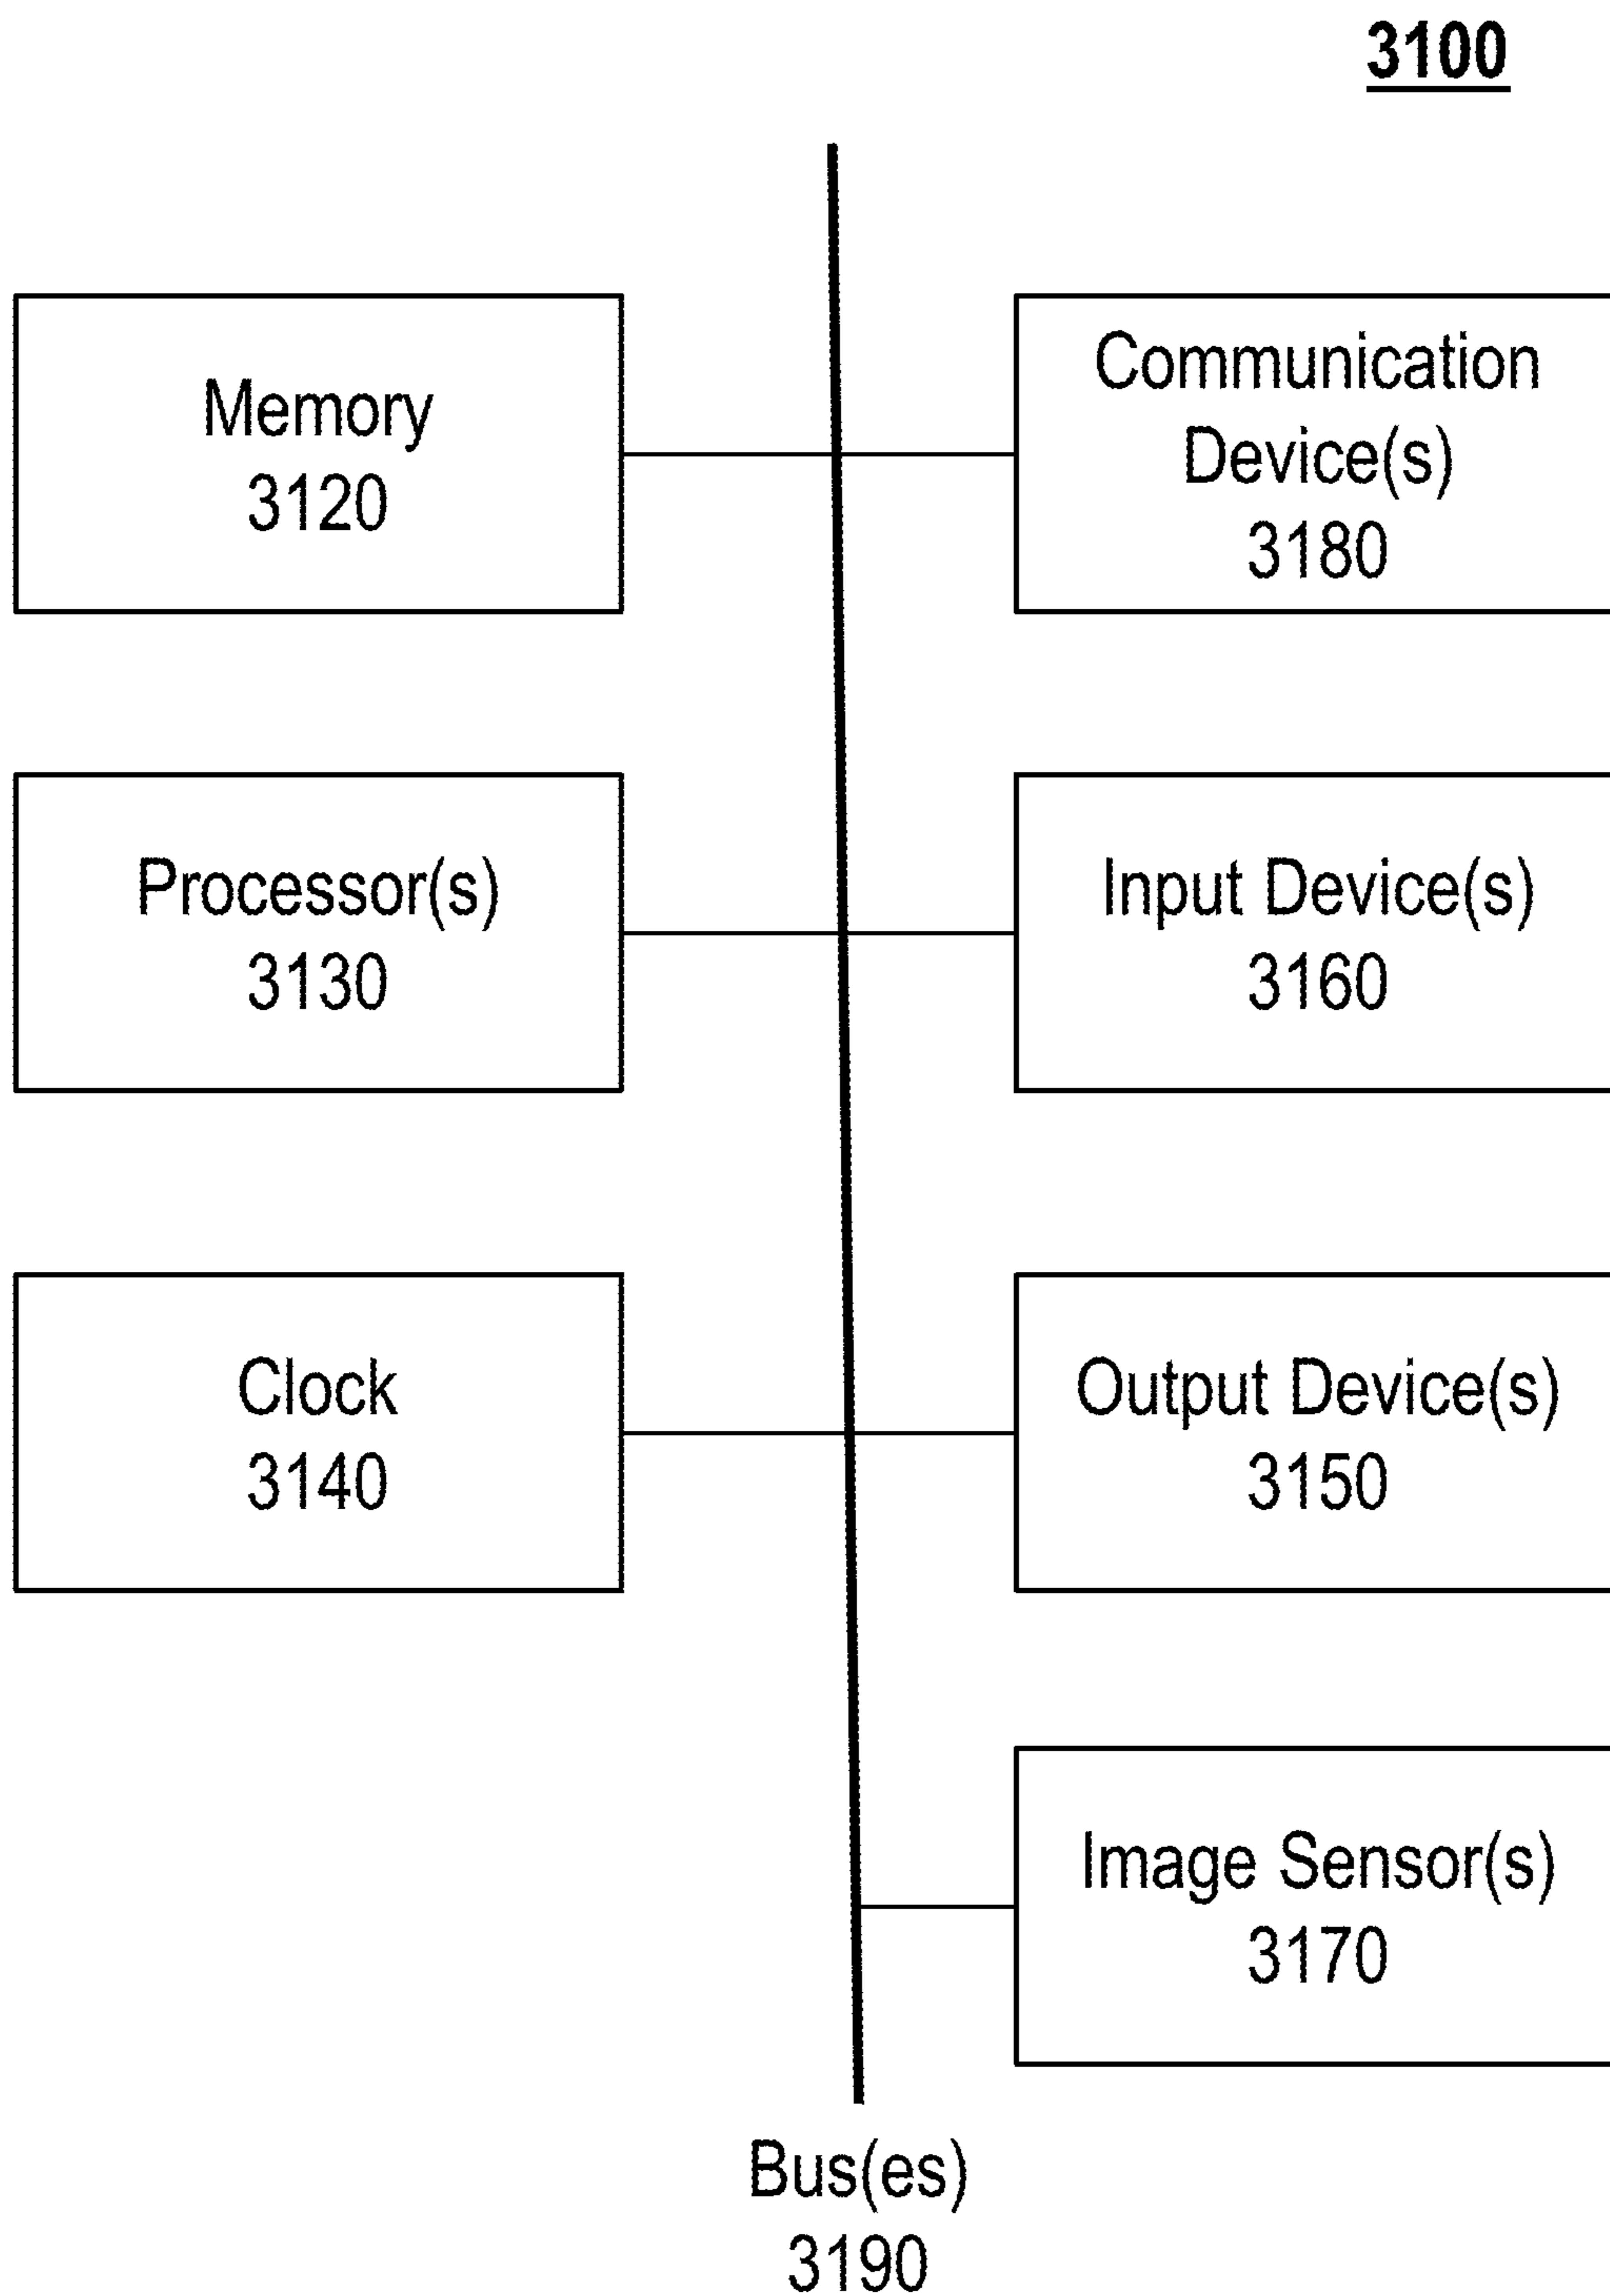 3100
Memory
3120
Communication
Device(s)
3180
Processor(s)
3130
Input Device(s)
3160
Clock
3140
Output Device(s)
3150
Image Sensor(s)
3170
Bus(es)
3190